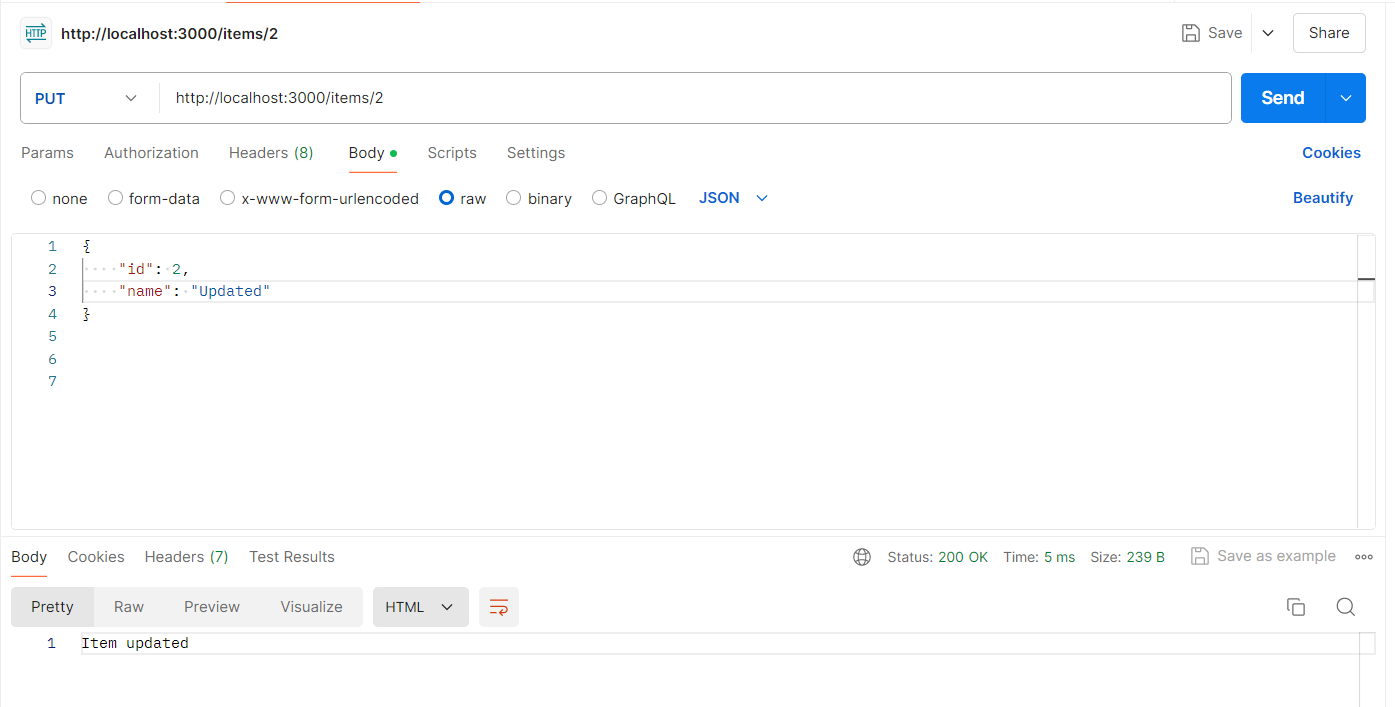 HTTP http://localhost:3000/items/2 Save Share
PUT http://localhost:3000/items/2 Send
Params Authorization Headers (8) Body Scripts Settings Cookies
none form-data x-www-form-urlencoded raw binary GraphQL JSON Beautify
1 {
2 "id": 2,
3 "name": "Updated"
4 }
5
6
7
Body Cookies Headers (7) Test Results Status: 200 OK Time: 5 ms Size: 239 B Save as example
Pretty Raw Preview Visualize HTML
1 Item updated